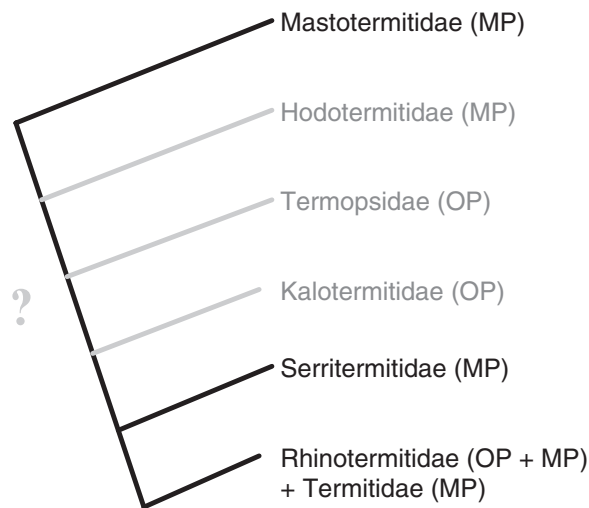 Mastotermitidae (MP)
Hodotermitidae (MP)
Termopsidae (OP)
?
Kalotermitidae (OP)
Serritermitidae (MP)
Rhinotermitidae (OP + MP)
+ Termitidae (MP)